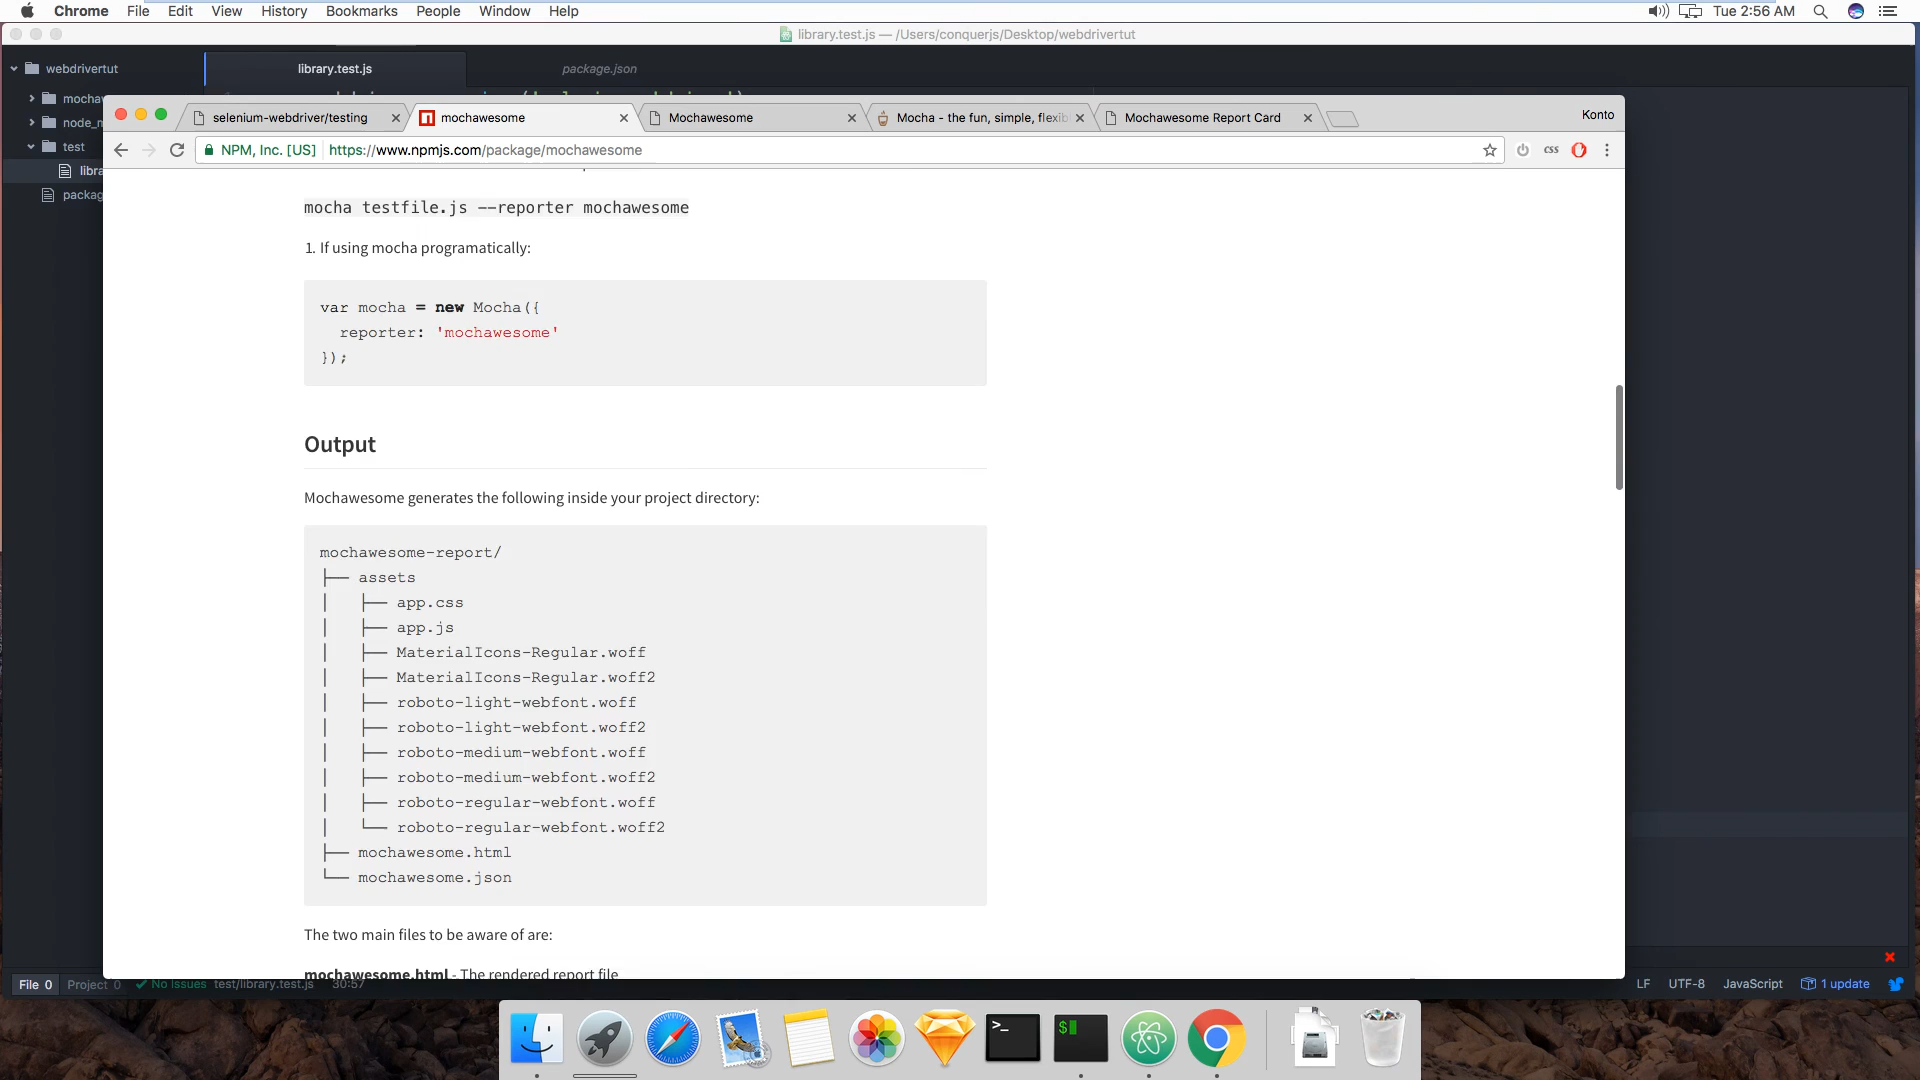 Chrome File Edit View History Bookmarks People Window Help Tue 2:56 AM
library.test.js — /Users/conquerjs/Desktop/webdrivertut
webdrivertut library.test.js package.json
mochaw
node_n
test
libra
packag
selenium-webdriver/testing mochawesome Mochawesome Mocha - the fun, simple, flexib Mochawesome Report Card Konto
NPM, Inc. [US] https://www.npmjs.com/package/mochawesome CSS
mocha testfile.js --reporter mochawesome
1. If using mocha programatically:
var mocha = new Mocha({
reporter: 'mochawesome'
});
Output
Mochawesome generates the following inside your project directory:
mochawesome-report/
├── assets
│   ├── app.css
│   ├── app.js
│   ├── MaterialIcons-Regular.woff
│   ├── MaterialIcons-Regular.woff2
│   ├── roboto-light-webfont.woff
│   ├── roboto-light-webfont.woff2
│   ├── roboto-medium-webfont.woff
│   ├── roboto-medium-webfont.woff2
│   ├── roboto-regular-webfont.woff
│   └── roboto-regular-webfont.woff2
├── mochawesome.html
└── mochawesome.json
The two main files to be aware of are:
mochawesome.html - The rendered report file
File 0 Project 0 No Issues test/library.test.js 30:57 LF UTF-8 JavaScript 1 update